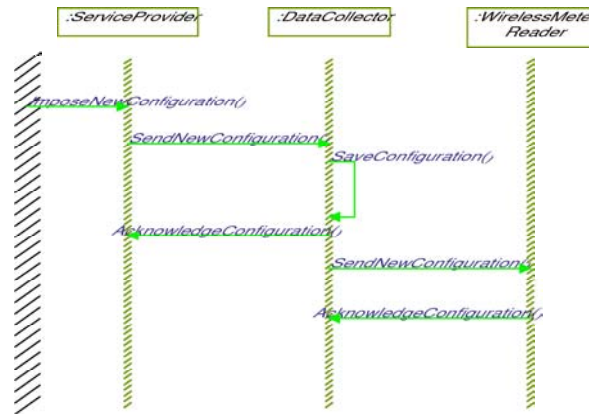 :ServiceProvider
:DataCollector
:WirelessMete
Reader
ImposeNewConfiguration()
SendNewConfiguration()
SaveConfiguration()
AcknowledgeConfiguration()
SendNewConfiguration()
AcknowledgeConfiguration()